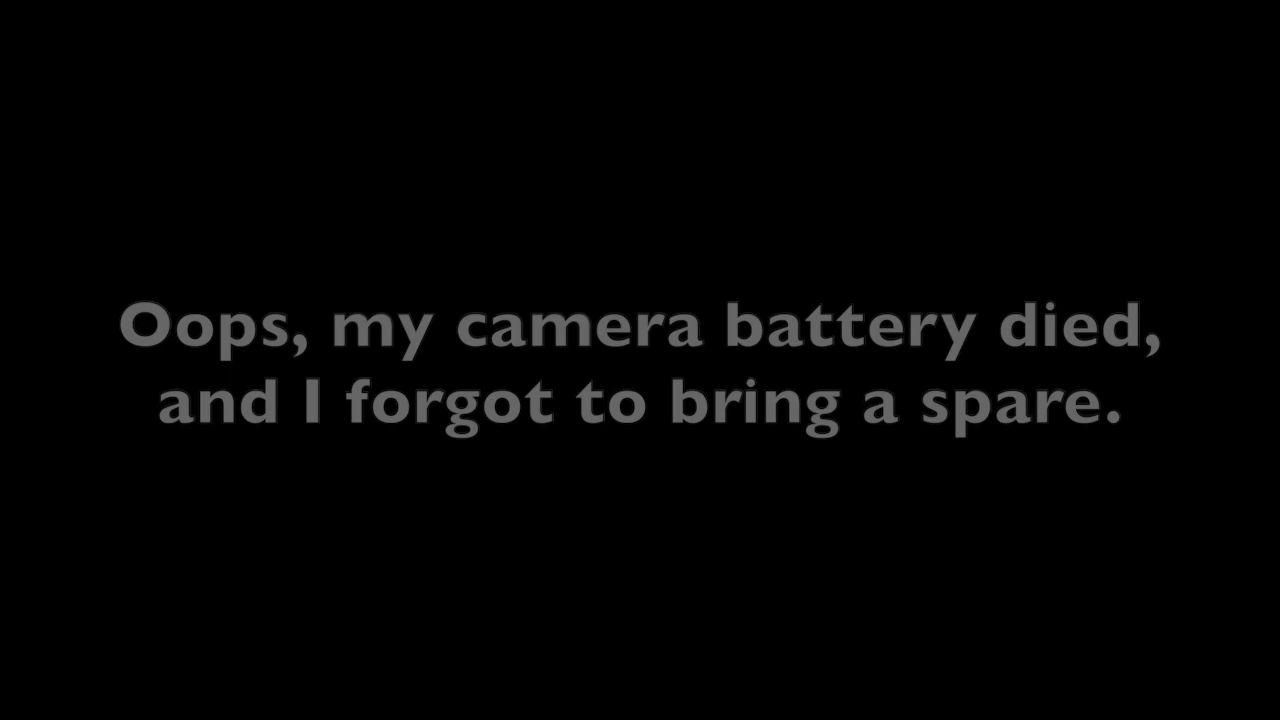 Oops, my camera battery died,
and I forgot to bring a spare.